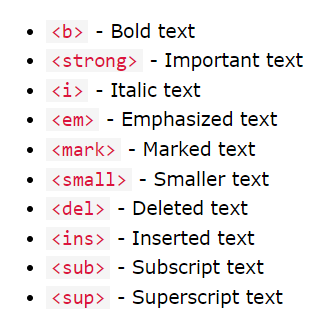 • <b> - Bold text
• <strong> - Important text
• <i> - Italic text
• <em> - Emphasized text
• <mark> - Marked text
• <small> - Smaller text
• <del> - Deleted text
• <ins> - Inserted text
• <sub> - Subscript text
• <sup> - Superscript text